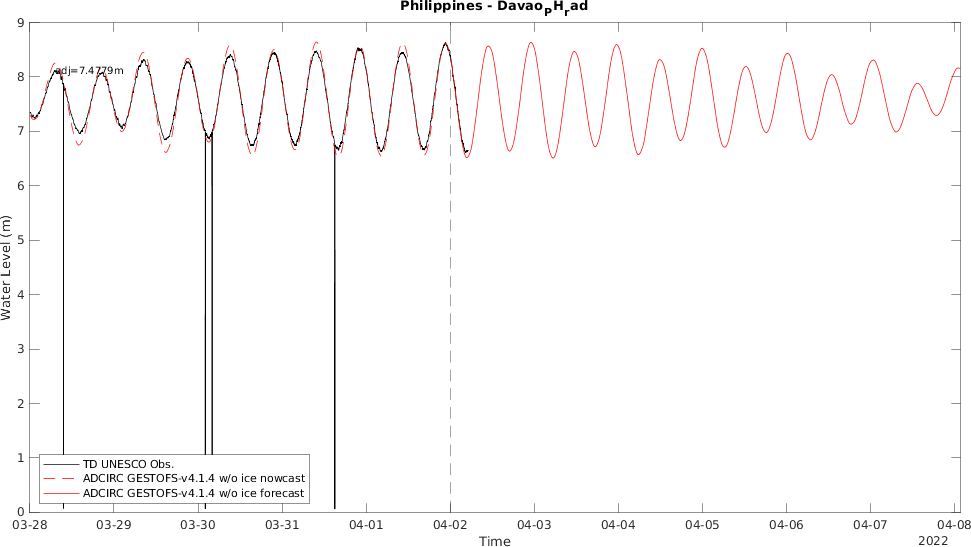 Philippines - DavaoPHrad
9
8
7
6
5
4
3
2
1
0
Water Level (m)
adj=7.4779m
TD UNESCO Obs.
ADCIRC GESTOFS-v4.1.4 w/o ice nowcast
ADCIRC GESTOFS-v4.1.4 w/o ice forecast
03-28 03-29 03-30 03-31 04-01 04-02 04-03 04-04 04-05 04-06 04-07 04-08
Time
2022